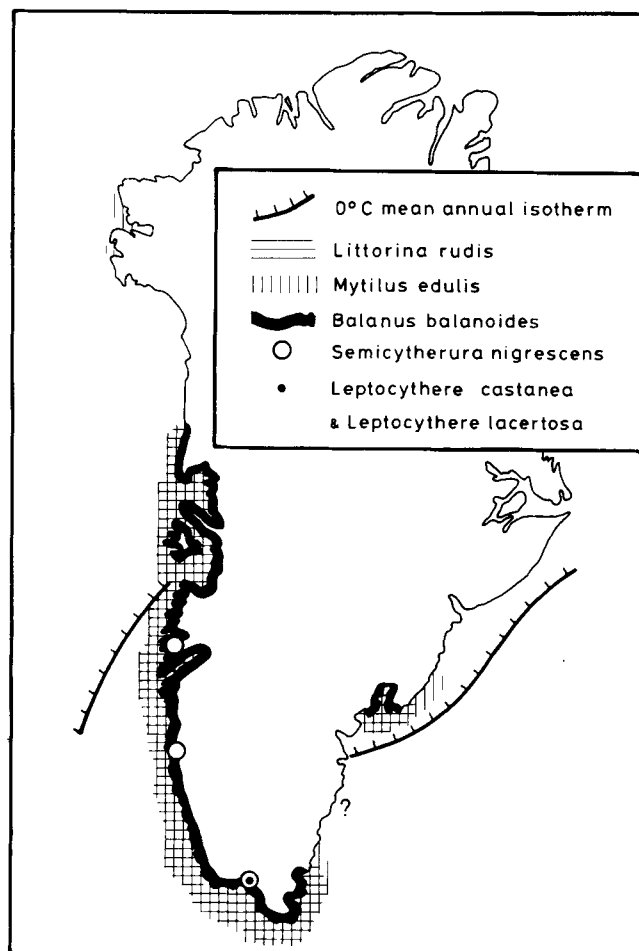 0°C mean annual isotherm
Littorina rudis
Mytilus edulis
Balanus balanoides
Semicytherura nigrescens
Leptocythere castanea
& Leptocythere lacertosa
?